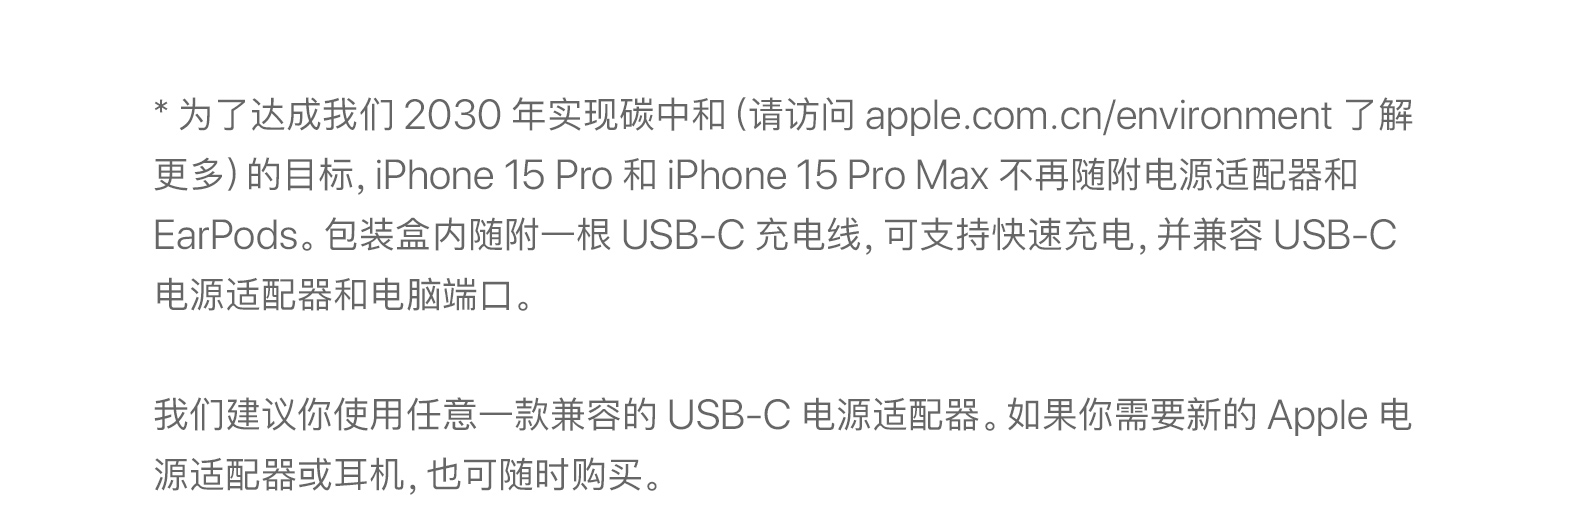 * 为了达成我们 2030 年实现碳中和 (请访问 apple.com.cn/environment 了解
更多) 的目标, iPhone 15 Pro 和 iPhone 15 Pro Max 不再随附电源适配器和
EarPods。包装盒内随附一根 USB-C 充电线, 可支持快速充电, 并兼容 USB-C
电源适配器和电脑端口。
我们建议你使用任意一款兼容的 USB-C 电源适配器。如果你需要新的 Apple 电
源适配器或耳机, 也可随时购买。